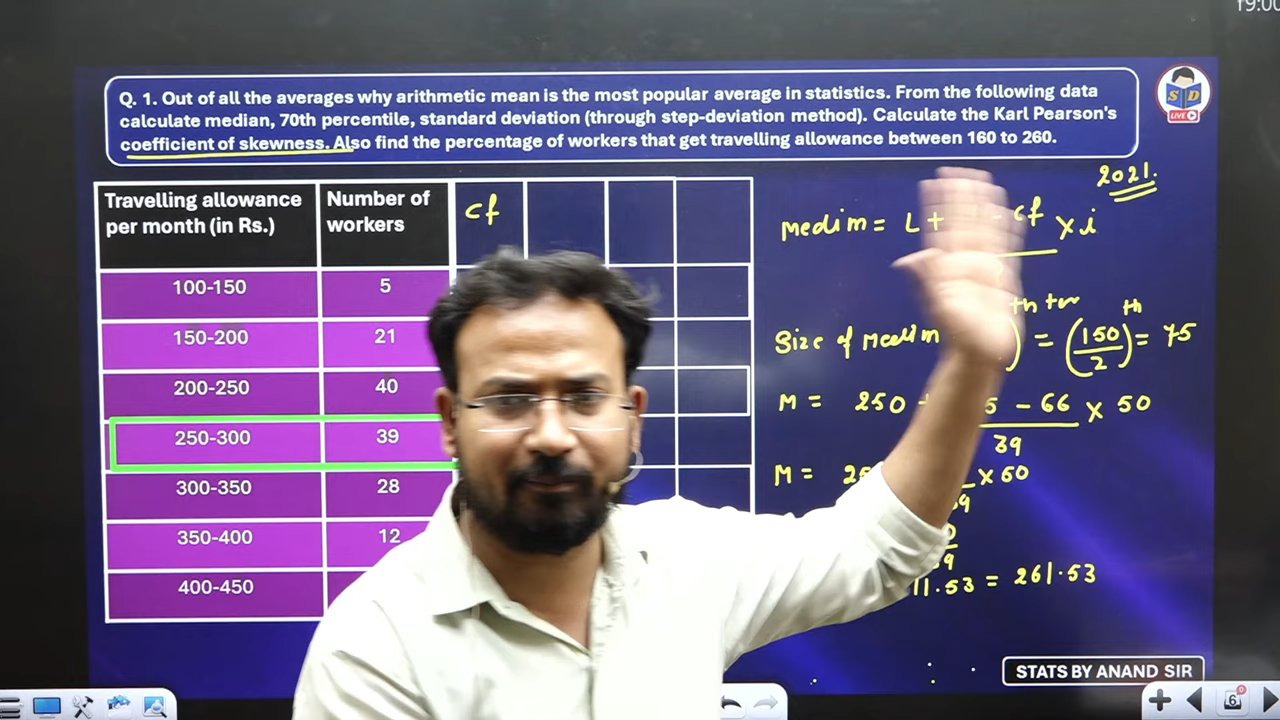 19:00
Q. 1. Out of all the averages why arithmetic mean is the most popular average in statistics. From the following data
calculate median, 70th percentile, standard deviation (through step-deviation method). Calculate the Karl Pearson's
coefficient of skewness. Also find the percentage of workers that get travelling allowance between 160 to 260.
SD
LIVE
2021.
Travelling allowance per month (in Rs.) Number of workers cf
100-150 5
150-200 21
200-250 40
250-300 39
300-350 28
350-400 12
400-450
= L + - cf × i
Size of = (150/2)th = 75
M = 250 - 66 × 50
39
M = × 50
11.53 = 261.53
STATS BY ANAND SIR
6